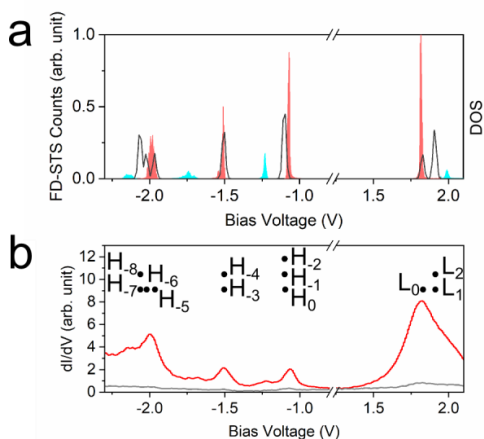 a
FD-STS Counts (arb. unit)
1.0
0.5
0.0
DOS
-2.0 -1.5 -1.0 1.5 2.0
Bias Voltage (V)
b
dI/dV (arb. unit)
12
10
8
6
4
2
0
H-8 H-6 H-4 H-2 L2
H-7 H-5 H-3 H-1 L0 L1
H0
-2.0 -1.5 -1.0 1.5 2.0
Bias Voltage (V)